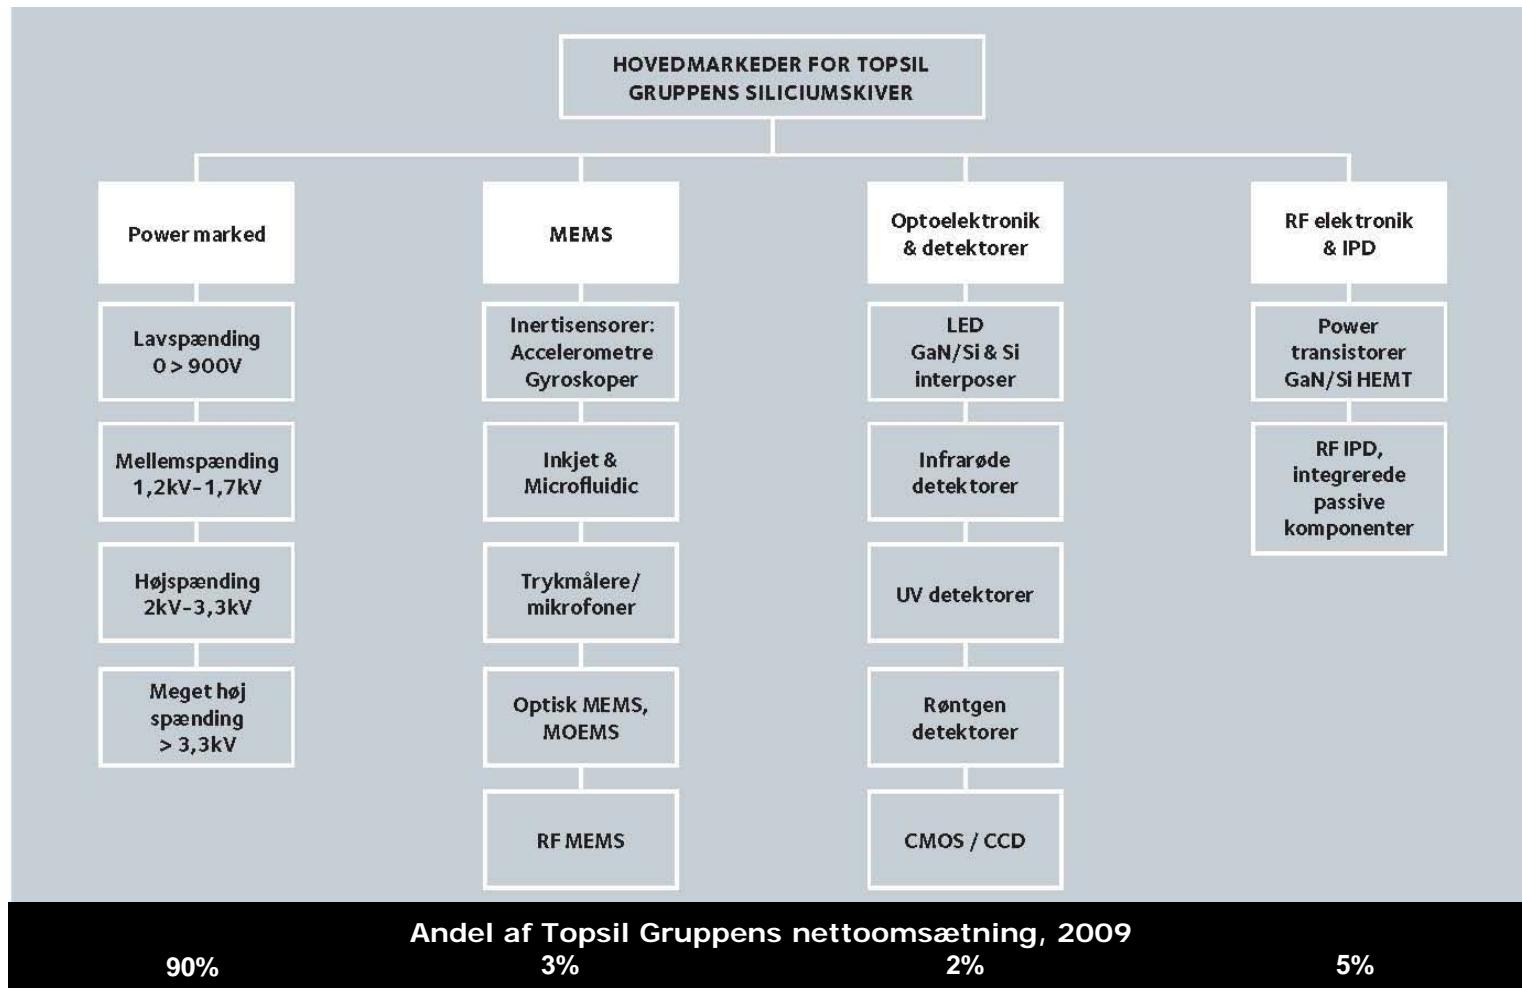 HOVEDMARKEDER FOR TOPSIL
GRUPPENS SILICIUMSKIVER
Power marked
Lavspænding
0 > 900V
Mellemspænding
1,2kV–1,7kV
Højspænding
2kV–3,3kV
Meget høj
spænding
> 3,3kV
MEMS
Inertisensorer:
Accelerometre
Gyroskoper
Inkjet &
Microfluidic
Trykmålere/
mikrofoner
Optisk MEMS,
MOEMS
RF MEMS
Optoelektronik
& detektorer
LED
GaN/Si & Si
interposer
Infrarøde
detektorer
UV detektorer
Røntgen
detektorer
CMOS / CCD
RF elektronik
& IPD
Power
transistorer
GaN/Si HEMT
RF IPD,
integrerede
passive
komponenter
Andel af Topsil Gruppens nettoomsætning, 2009
90% 3% 2% 5%